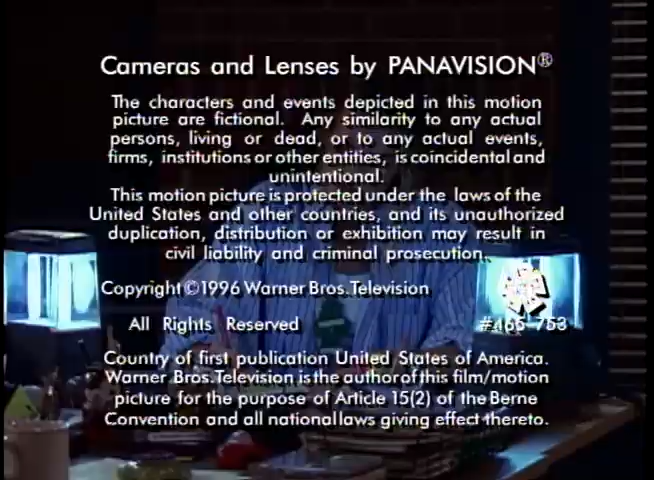 Cameras and Lenses by PANAVISION®
The characters and events depicted in this motion
picture are fictional. Any similarity to any actual
persons, living or dead, or to any actual events,
firms, institutions or other entities, is coincidental and
unintentional.
This motion picture is protected under the laws of the
United States and other countries, and its unauthorized
duplication, distribution or exhibition may result in
civil liability and criminal prosecution.
Copyright ©1996 Warner Bros. Television
All Rights Reserved
#465-753
Country of first publication United States of America.
Warner Bros. Television is the author of this film/motion
picture for the purpose of Article 15(2) of the Berne
Convention and all national laws giving effect thereto.